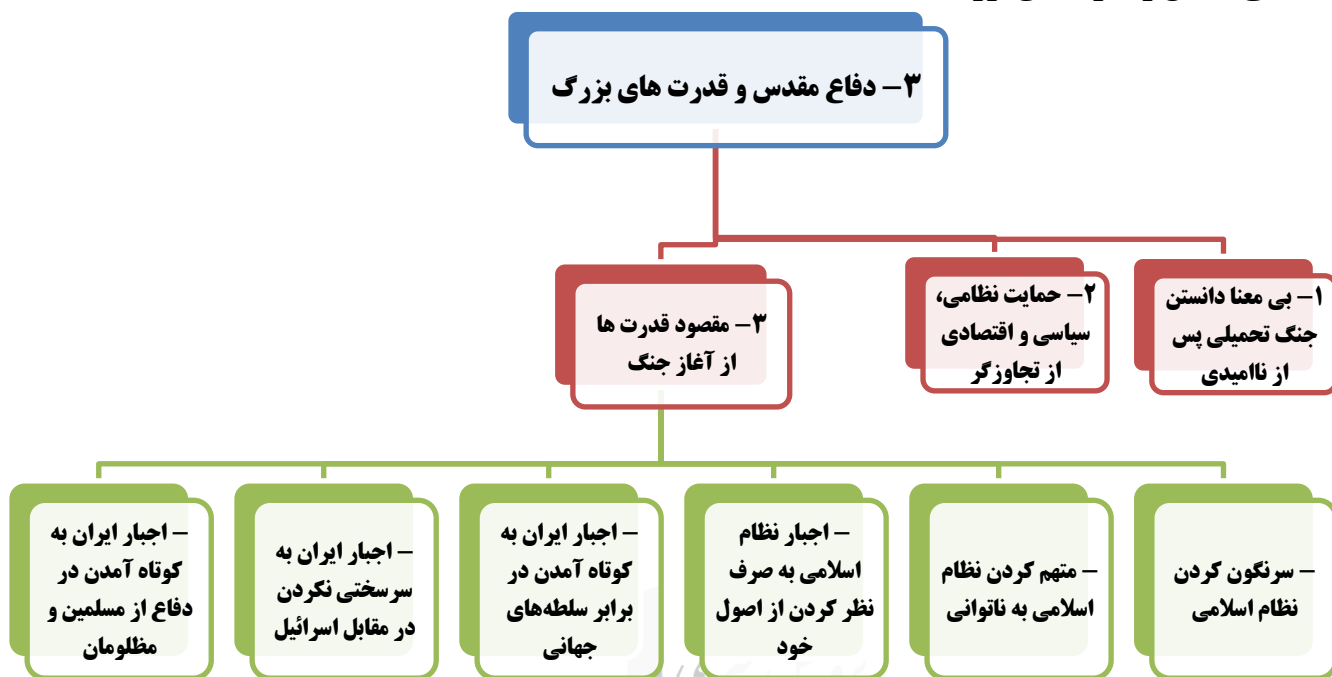 ۳– دفاع مقدس و قدرت های بزرگ
۱– بی معنا دانستن
جنگ تحمیلی پس
از ناامیدی
۲– حمایت نظامی،
سیاسی و اقتصادی
از تجاوزگر
۳– مقصود قدرت ها
از آغاز جنگ
– سرنگون کردن
نظام اسلامی
– متهم کردن نظام
اسلامی به ناتوانی
– اجبار نظام
اسلامی به صرف
نظر کردن از اصول
خود
– اجبار ایران به
کوتاه آمدن در
برابر سلطه‌های
جهانی
– اجبار ایران به
سرسختی نکردن
در مقابل اسرائیل
– اجبار ایران به
کوتاه آمدن در
دفاع از مسلمین و
مظلومان